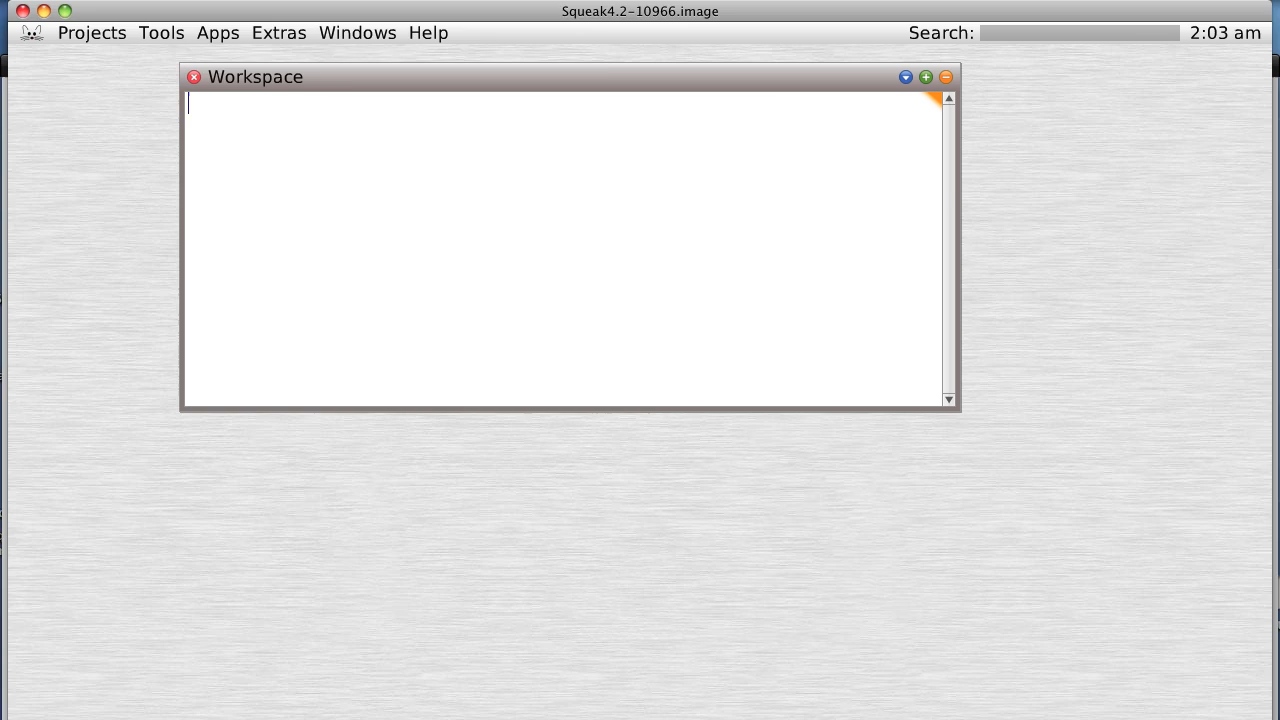 Squeak4.2-10966.image
Projects Tools Apps Extras Windows Help Search: 2:03 am
Workspace